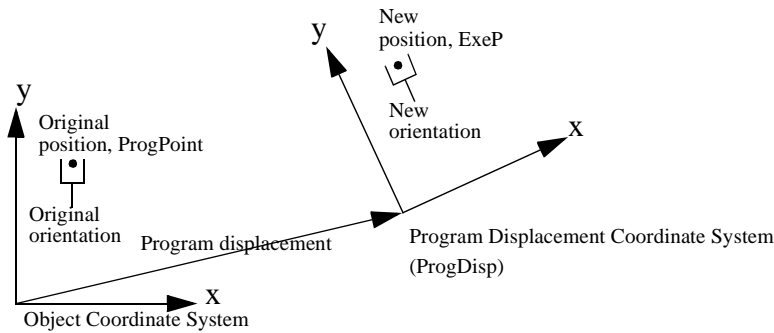 New
position, ExeP
y
New
orientation
x
y
Original
position, ProgPoint
Original
orientation
Program displacement
Program Displacement Coordinate System
(ProgDisp)
x
Object Coordinate System